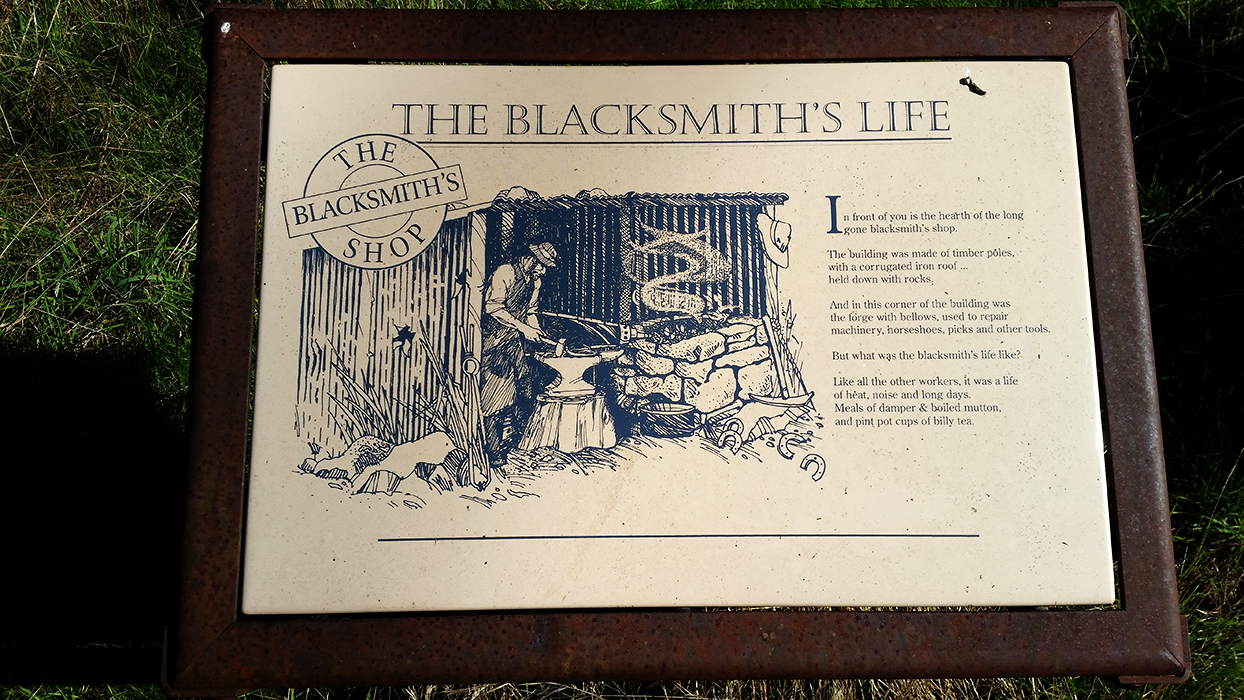 THE BLACKSMITH'S LIFE
THE
BLACKSMITH'S
SHOP
In front of you is the hearth of the long
gone blacksmith's shop.
The building was made of timber poles,
with a corrugated iron roof ...
held down with rocks.
And in this corner of the building was
the forge with bellows, used to repair
machinery, horseshoes, picks and other tools.
But what was the blacksmith's life like?
Like all the other workers, it was a life
of heat, noise and long days.
Meals of damper & boiled mutton,
and pint pot cups of billy tea.